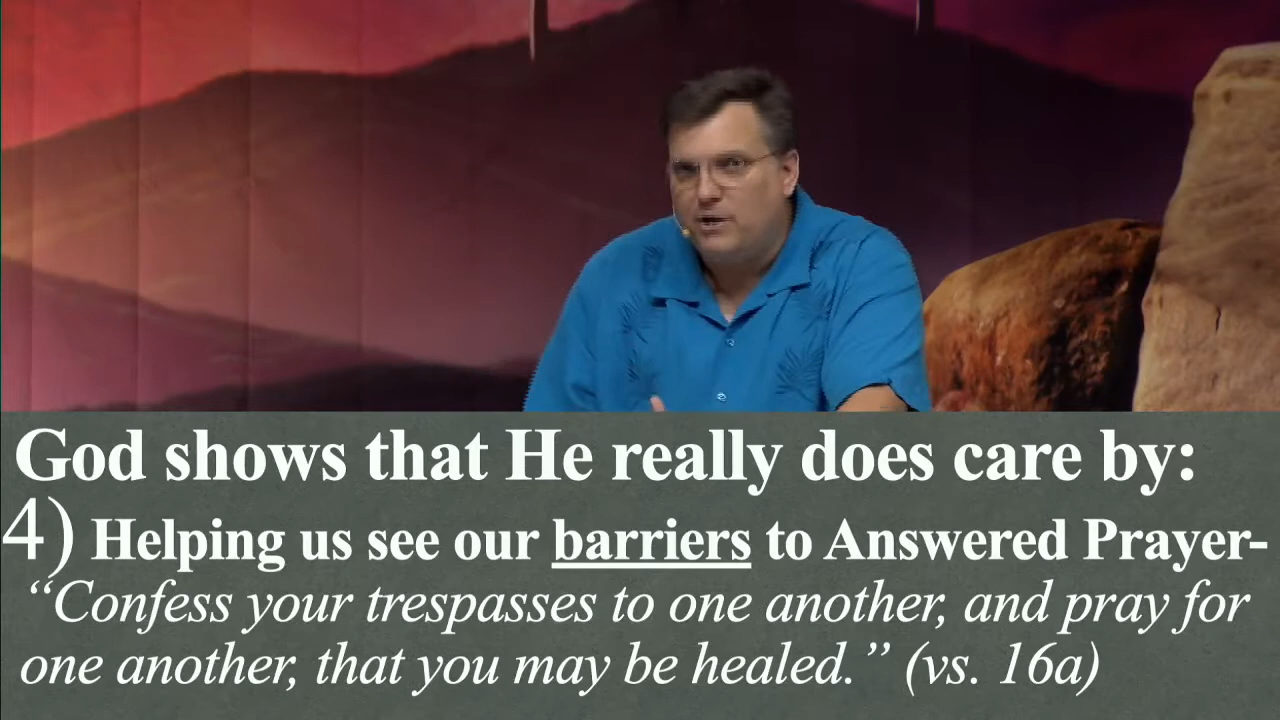 God shows that He really does care by:
4) Helping us see our barriers to Answered Prayer-
“Confess your trespasses to one another, and pray for
one another, that you may be healed.” (vs. 16a)